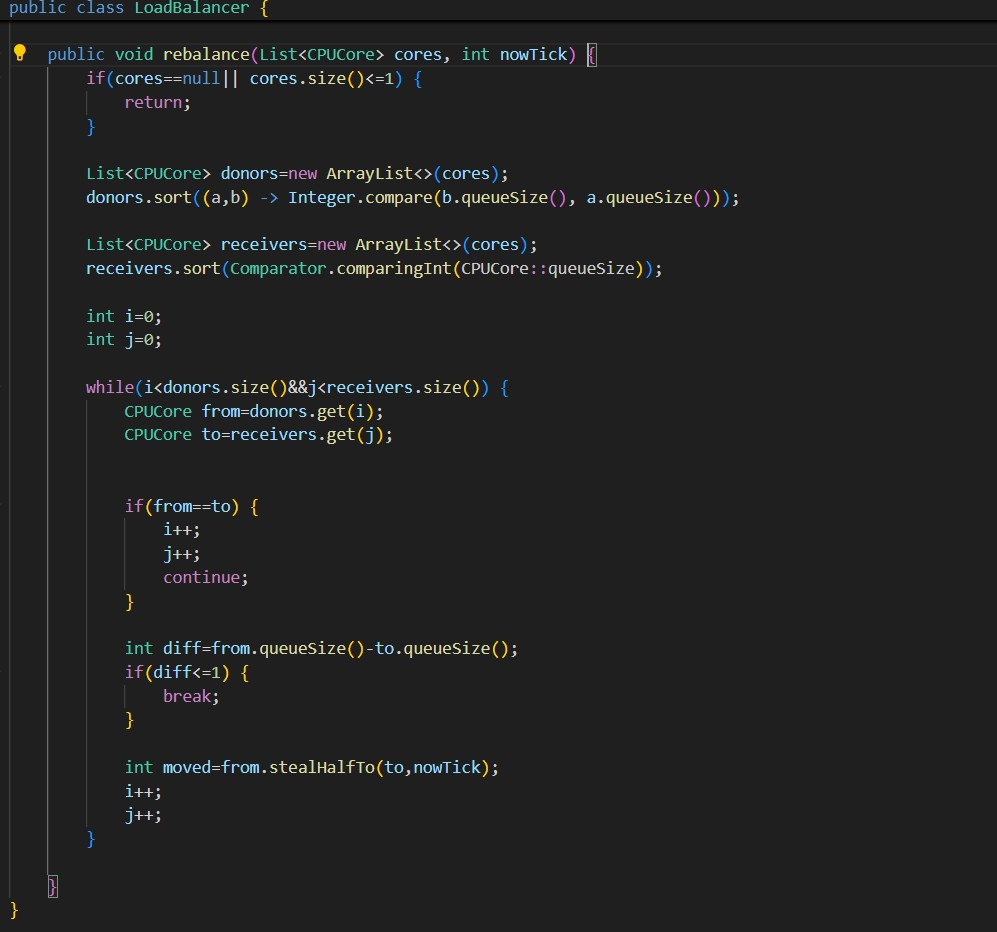 public class LoadBalancer {
public void rebalance(List<CPUCore> cores, int nowTick) {
if(cores==null|| cores.size()<=1) {
return;
}
List<CPUCore> donors=new ArrayList<>(cores);
donors.sort((a,b) -> Integer.compare(b.queueSize(), a.queueSize()));
List<CPUCore> receivers=new ArrayList<>(cores);
receivers.sort(Comparator.comparingInt(CPUCore::queueSize));
int i=0;
int j=0;
while(i<donors.size()&&j<receivers.size()) {
CPUCore from=donors.get(i);
CPUCore to=receivers.get(j);
if(from==to) {
i++;
j++;
continue;
}
int diff=from.queueSize()-to.queueSize();
if(diff<=1) {
break;
}
int moved=from.stealHalfTo(to,nowTick);
i++;
j++;
}
}
}